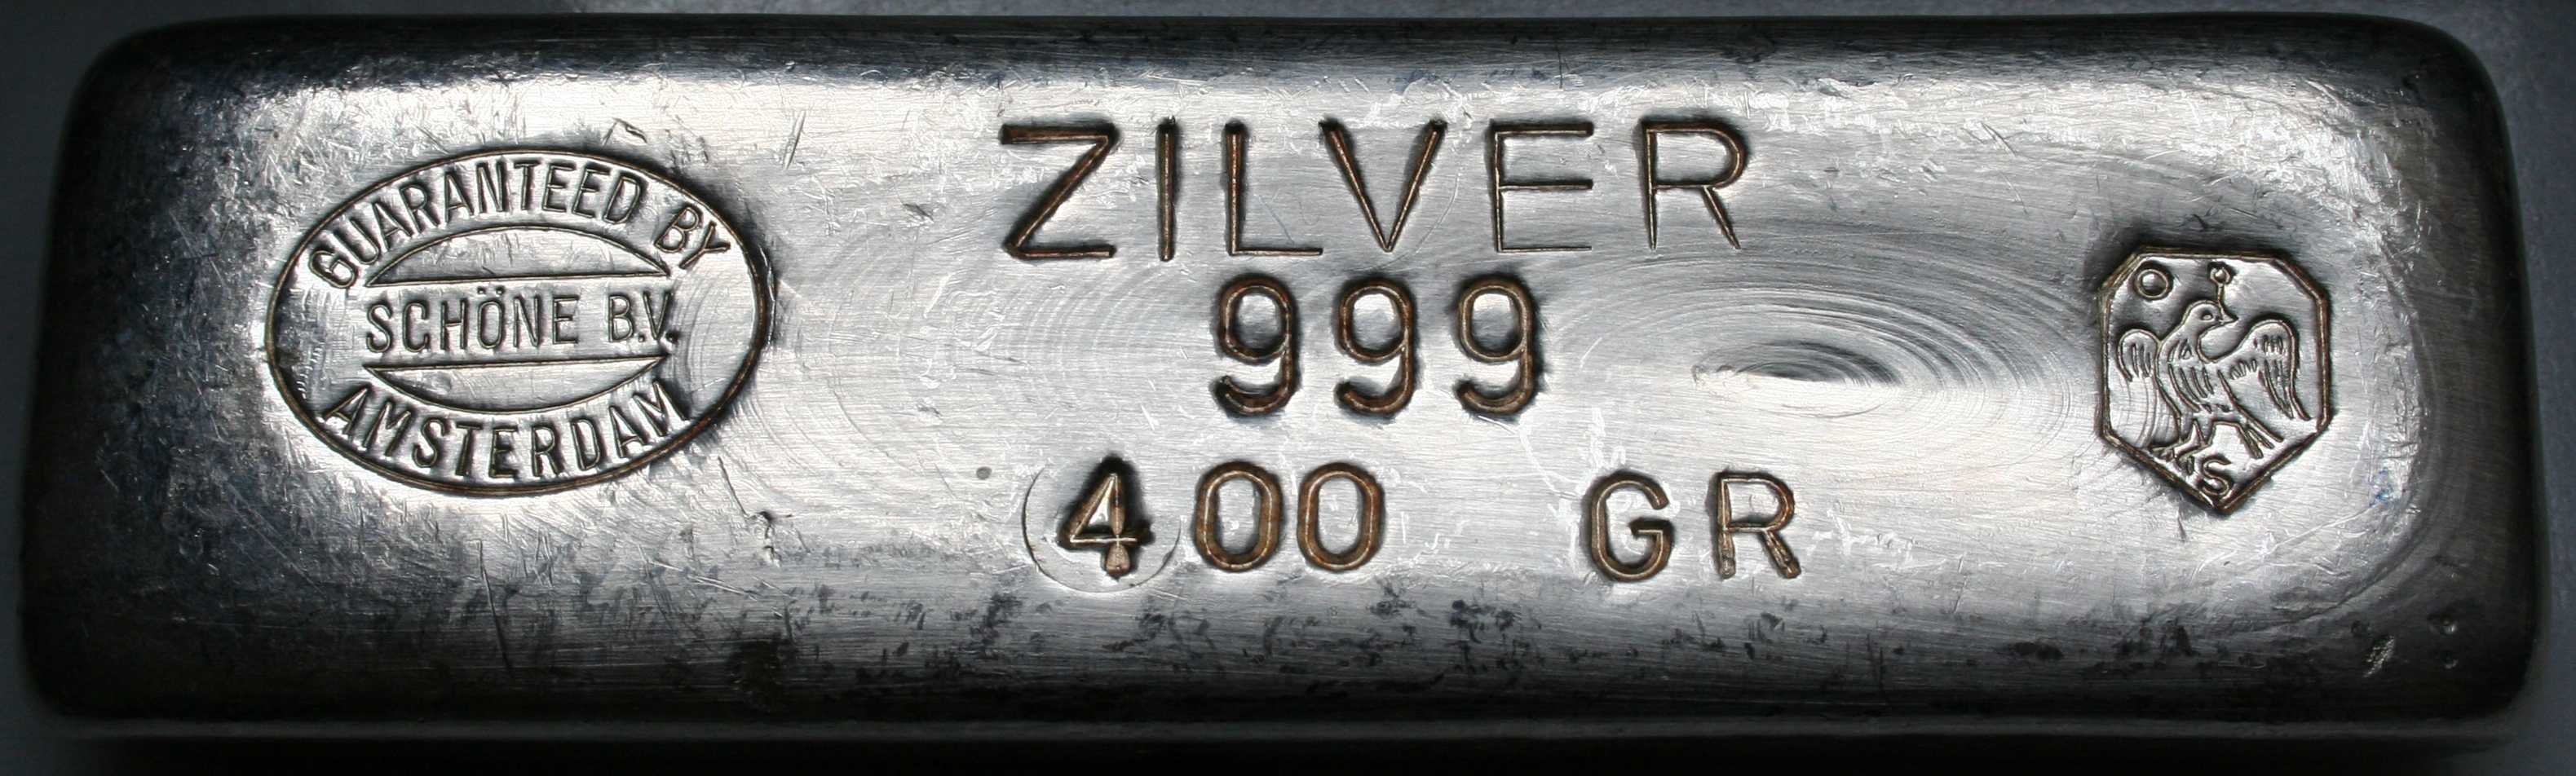 GUARANTEED BY
SCHÖNE B.V.
AMSTERDAM
ZILVER
999
400 GR
S